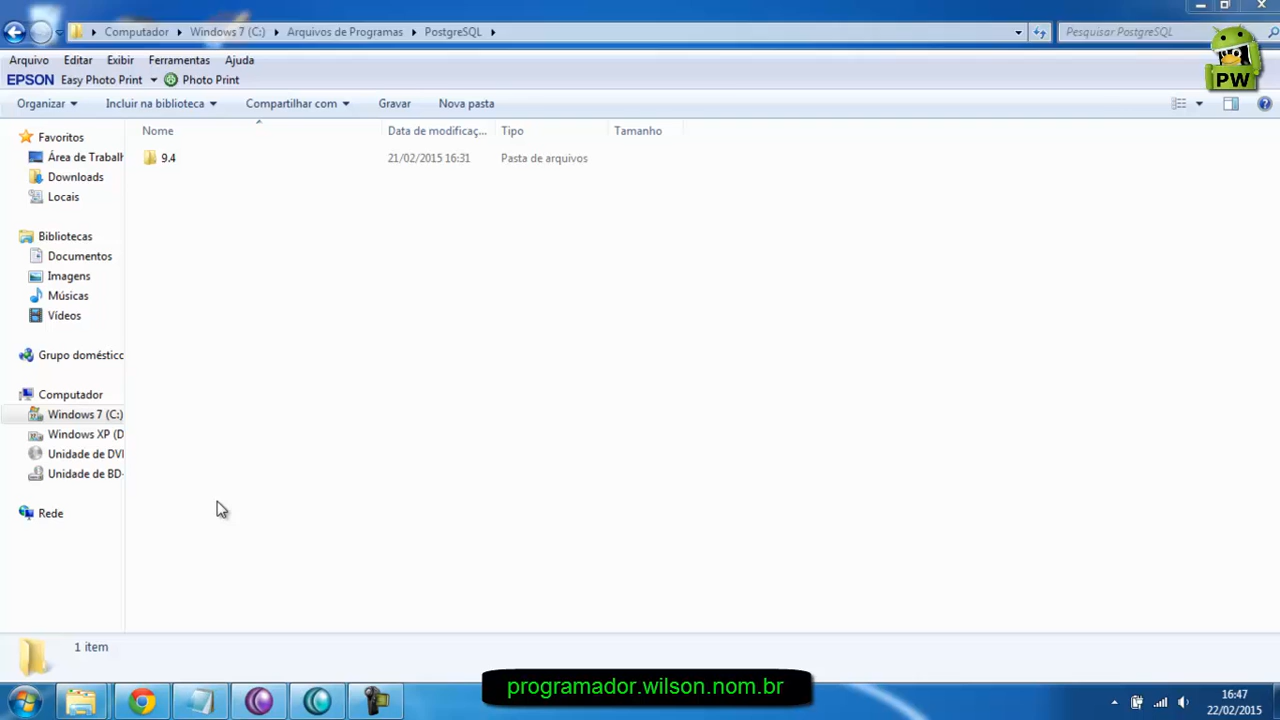 Computador
Windows 7 (C:)
Arquivos de Programas
PostgreSQL
Pesquisar PostgreSQL
Arquivo Editar Exibir Ferramentas Ajuda
EPSON Easy Photo Print Photo Print
PW
Organizar Incluir na biblioteca Compartilhar com Gravar Nova pasta
Nome Data de modificaç... Tipo Tamanho
9.4 21/02/2015 16:31 Pasta de arquivos
Favoritos
Área de Trabalh
Downloads
Locais
Bibliotecas
Documentos
Imagens
Músicas
Vídeos
Grupo doméstico
Computador
Windows 7 (C:)
Windows XP (D
Unidade de DVI
Unidade de BD-
Rede
1 item
programador.wilson.nom.br
16:47
22/02/2015